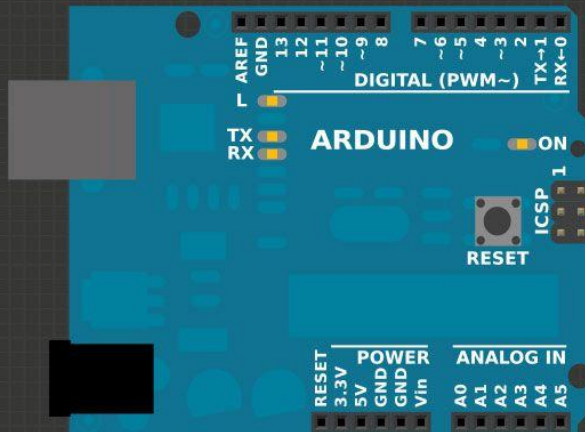 AREF
GND
13
12
~11
~10
~9
8
7
~6
~5
4
~3
2
TX→1
RX←0
DIGITAL (PWM~)
L
TX
RX
ARDUINO
ON
ICSP
1
RESET
POWER
ANALOG IN
RESET
3.3V
5V
GND
GND
Vin
A0
A1
A2
A3
A4
A5